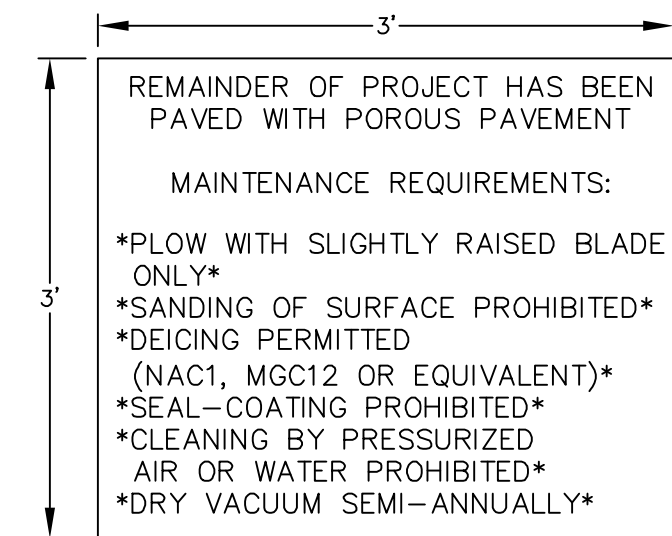 3'
REMAINDER OF PROJECT HAS BEEN
PAVED WITH POROUS PAVEMENT
MAINTENANCE REQUIREMENTS:
*PLOW WITH SLIGHTLY RAISED BLADE
ONLY*
3'
*SANDING OF SURFACE PROHIBITED*
*DEICING PERMITTED
(NAC1, MGC12 OR EQUIVALENT)*
*SEAL-COATING PROHIBITED*
*CLEANING BY PRESSURIZED
AIR OR WATER PROHIBITED*
*DRY VACUUM SEMI-ANNUALLY*